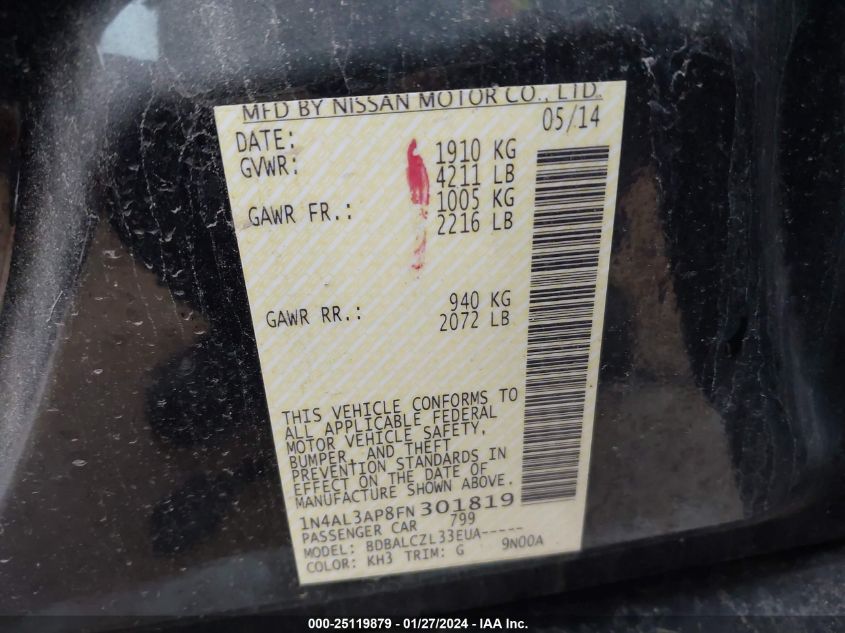 MFD BY NISSAN MOTOR CO., LTD.
DATE: 05/14
GVWR: 1910 KG
4211 LB
GAWR FR.: 1005 KG
2216 LB
GAWR RR.: 940 KG
2072 LB
THIS VEHICLE CONFORMS TO
ALL APPLICABLE FEDERAL
MOTOR VEHICLE SAFETY,
BUMPER, AND THEFT
PREVENTION STANDARDS IN
EFFECT ON THE DATE OF
MANUFACTURE SHOWN ABOVE.
1N4AL3AP8FN301819
PASSENGER CAR 799
MODEL: BDBALCZL33EUA-----
COLOR: KH3 TRIM: G 9N00A
000-25119879 / 01/27/2024 - IAA Inc.